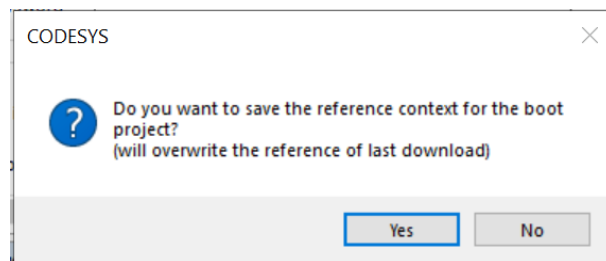 CODESYS
Do you want to save the reference context for the boot
project?
(will overwrite the reference of last download)
Yes
No